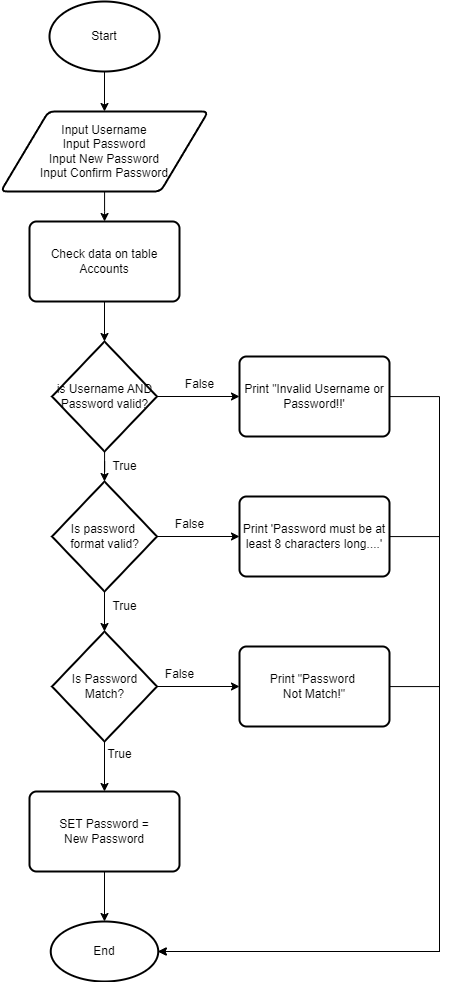 Start
Input Username
Input Password
Input New Password
Input Confirm Password
Check data on table
Accounts
is Username AND
Password valid?
False
Print "Invalid Username or
Password!!'
True
Is password
format valid?
False
Print 'Password must be at
least 8 characters long....'
True
Is Password
Match?
False
Print "Password
Not Match!"
True
SET Password =
New Password
End